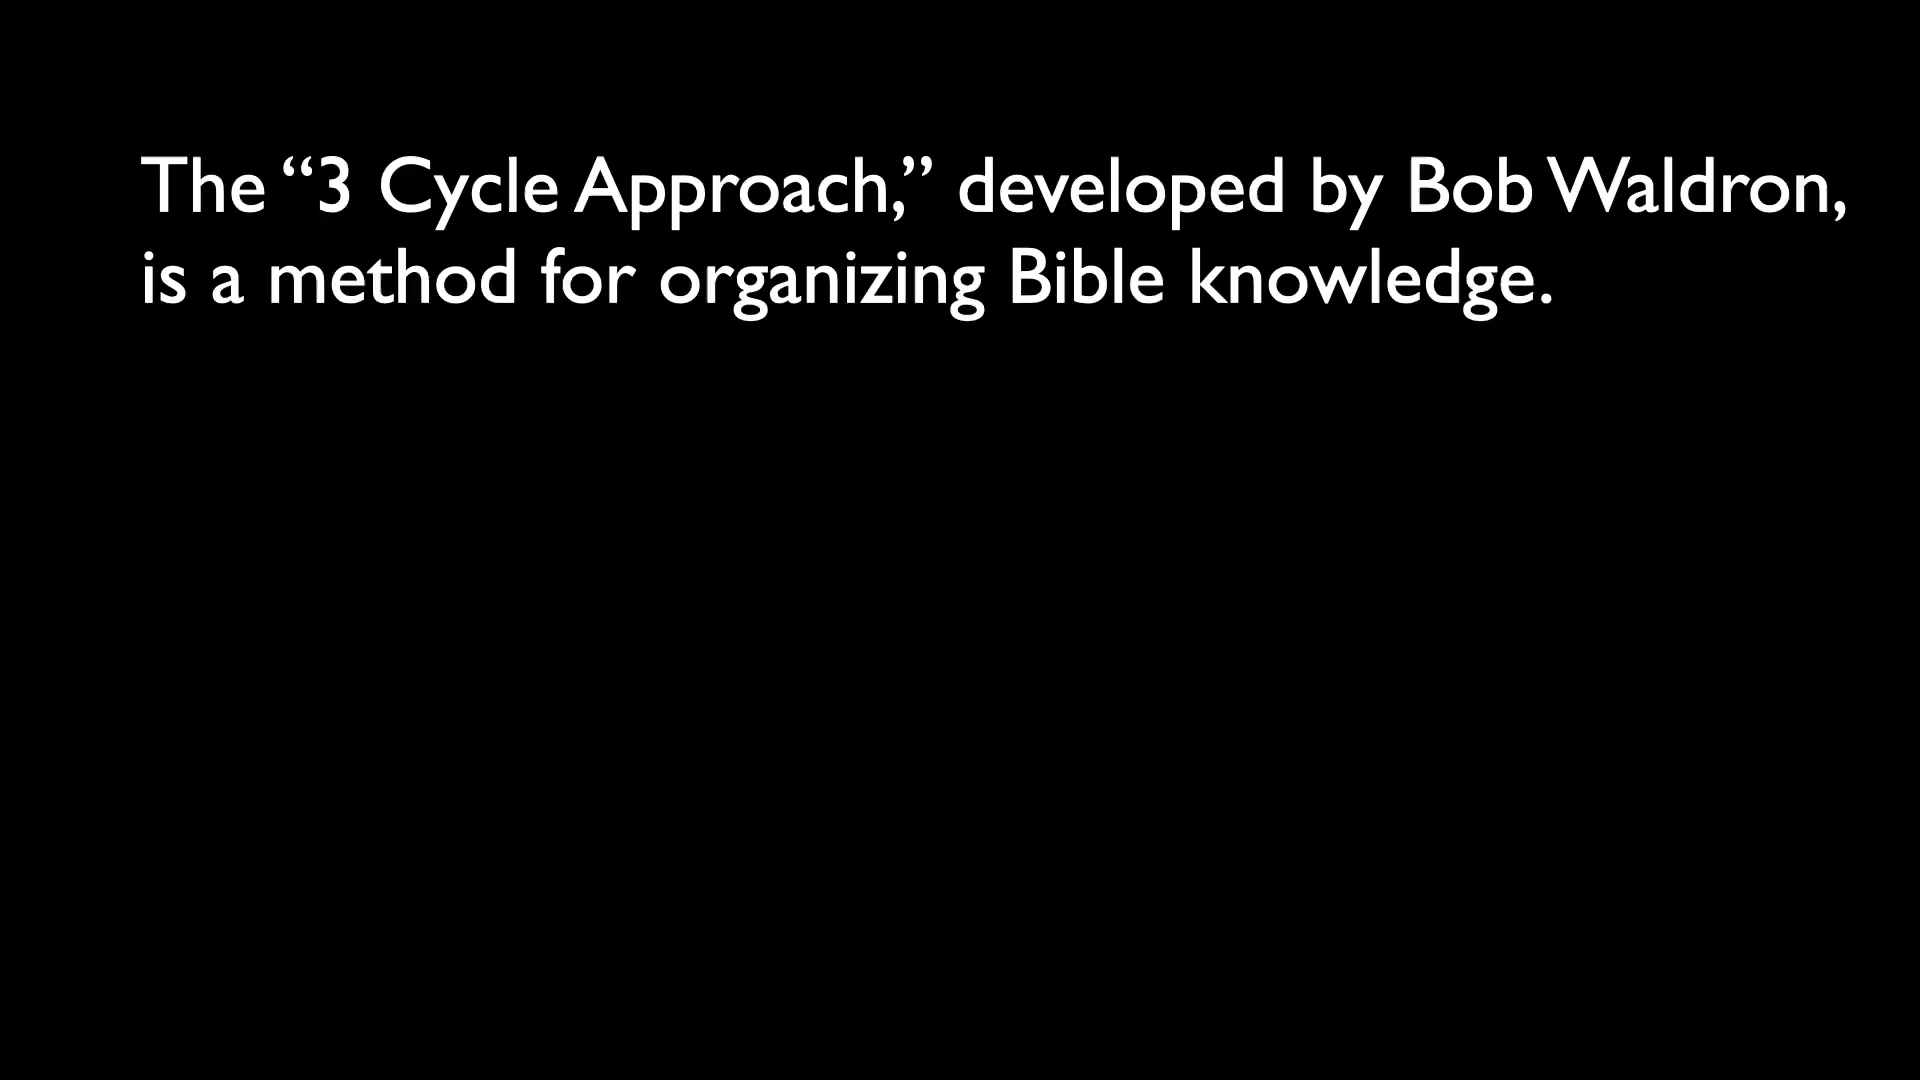 The “3 Cycle Approach,” developed by Bob Waldron,
is a method for organizing Bible knowledge.